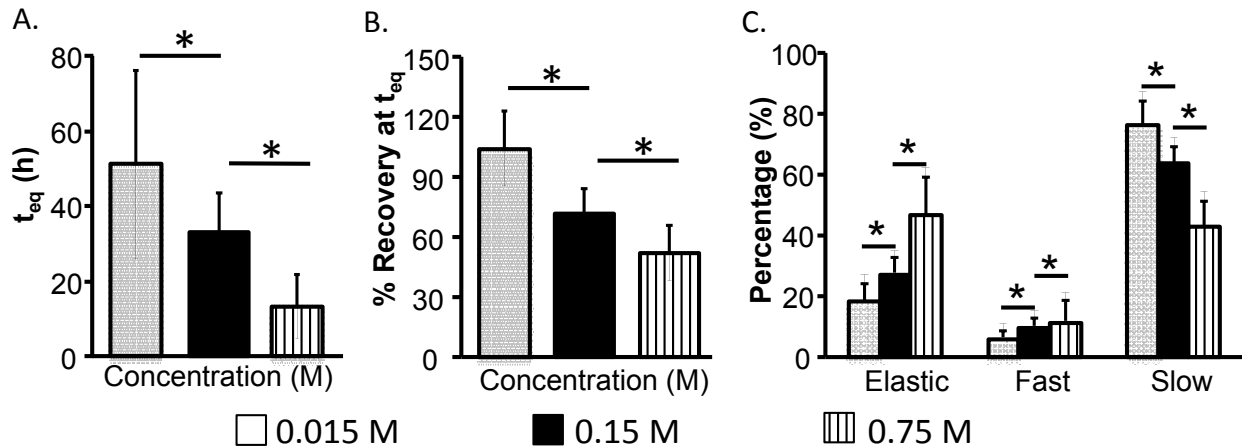 A.
t_eq (h)
80
60
40
20
0
*
*
Concentration (M)
B.
% Recovery at t_eq
150
120
90
60
30
0
*
*
Concentration (M)
C.
Percentage (%)
100
80
60
40
20
0
* * * * * *
Elastic Fast Slow
0.015 M 0.15 M 0.75 M